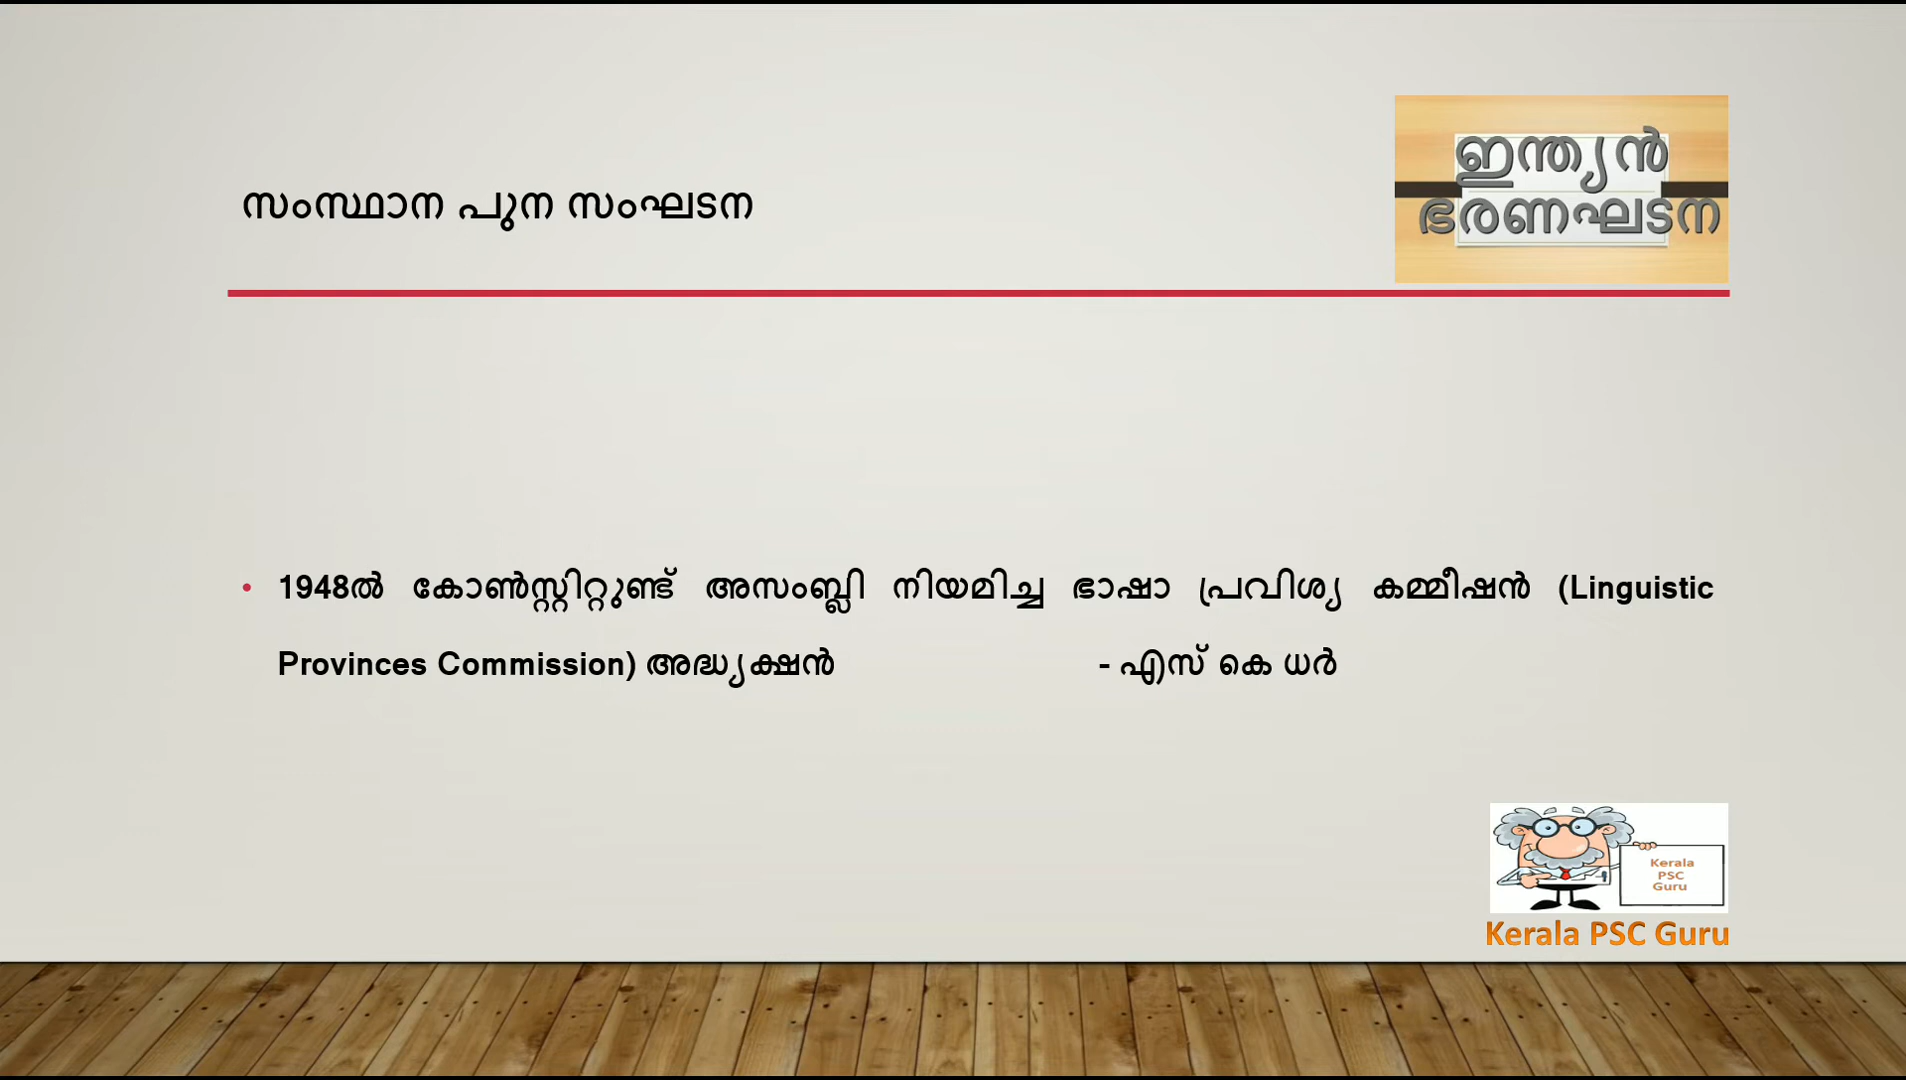 ഇന്ത്യൻ
ഭരണഘടന
സംസ്ഥാന പുന സംഘടന
• 1948ൽ കോൺസ്റ്റിറ്റുണ്ട് അസംബ്ലി നിയമിച്ച ഭാഷാ പ്രവിശ്യ കമ്മീഷൻ (Linguistic
Provinces Commission) അദ്ധ്യക്ഷൻ - എസ് കെ ധർ
Kerala
PSC
Guru
Kerala PSC Guru